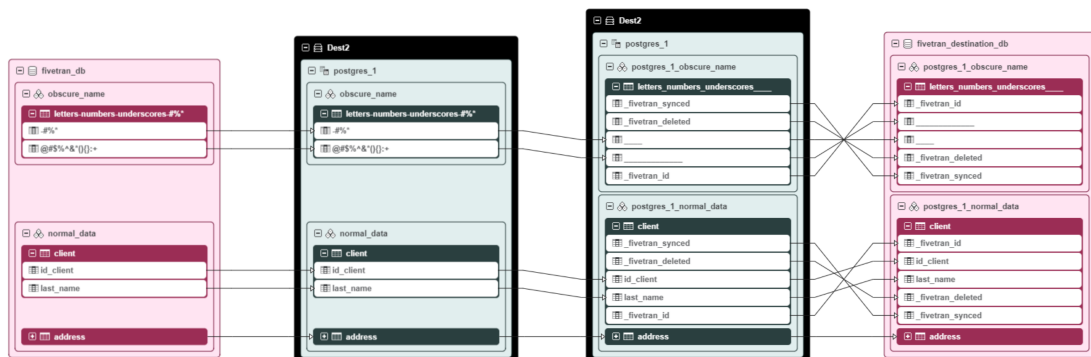 fivetran_db
obscure_name
letters-numbers-underscores-#%*
-#%*
@#$%^&*(){}:+
normal_data
client
id_client
last_name
address
Dest2
postgres_1
obscure_name
letters-numbers-underscores-#%*
-#%*
@#$%^&*(){}:+
normal_data
client
id_client
last_name
address
Dest2
postgres_1
postgres_1_obscure_name
letters_numbers_underscores____
_fivetran_synced
_fivetran_deleted
____
_____________
_fivetran_id
postgres_1_normal_data
client
_fivetran_synced
_fivetran_deleted
id_client
last_name
_fivetran_id
address
fivetran_destination_db
postgres_1_obscure_name
letters_numbers_underscores____
_fivetran_id
_____________
____
_fivetran_deleted
_fivetran_synced
postgres_1_normal_data
client
_fivetran_id
id_client
last_name
_fivetran_deleted
_fivetran_synced
address